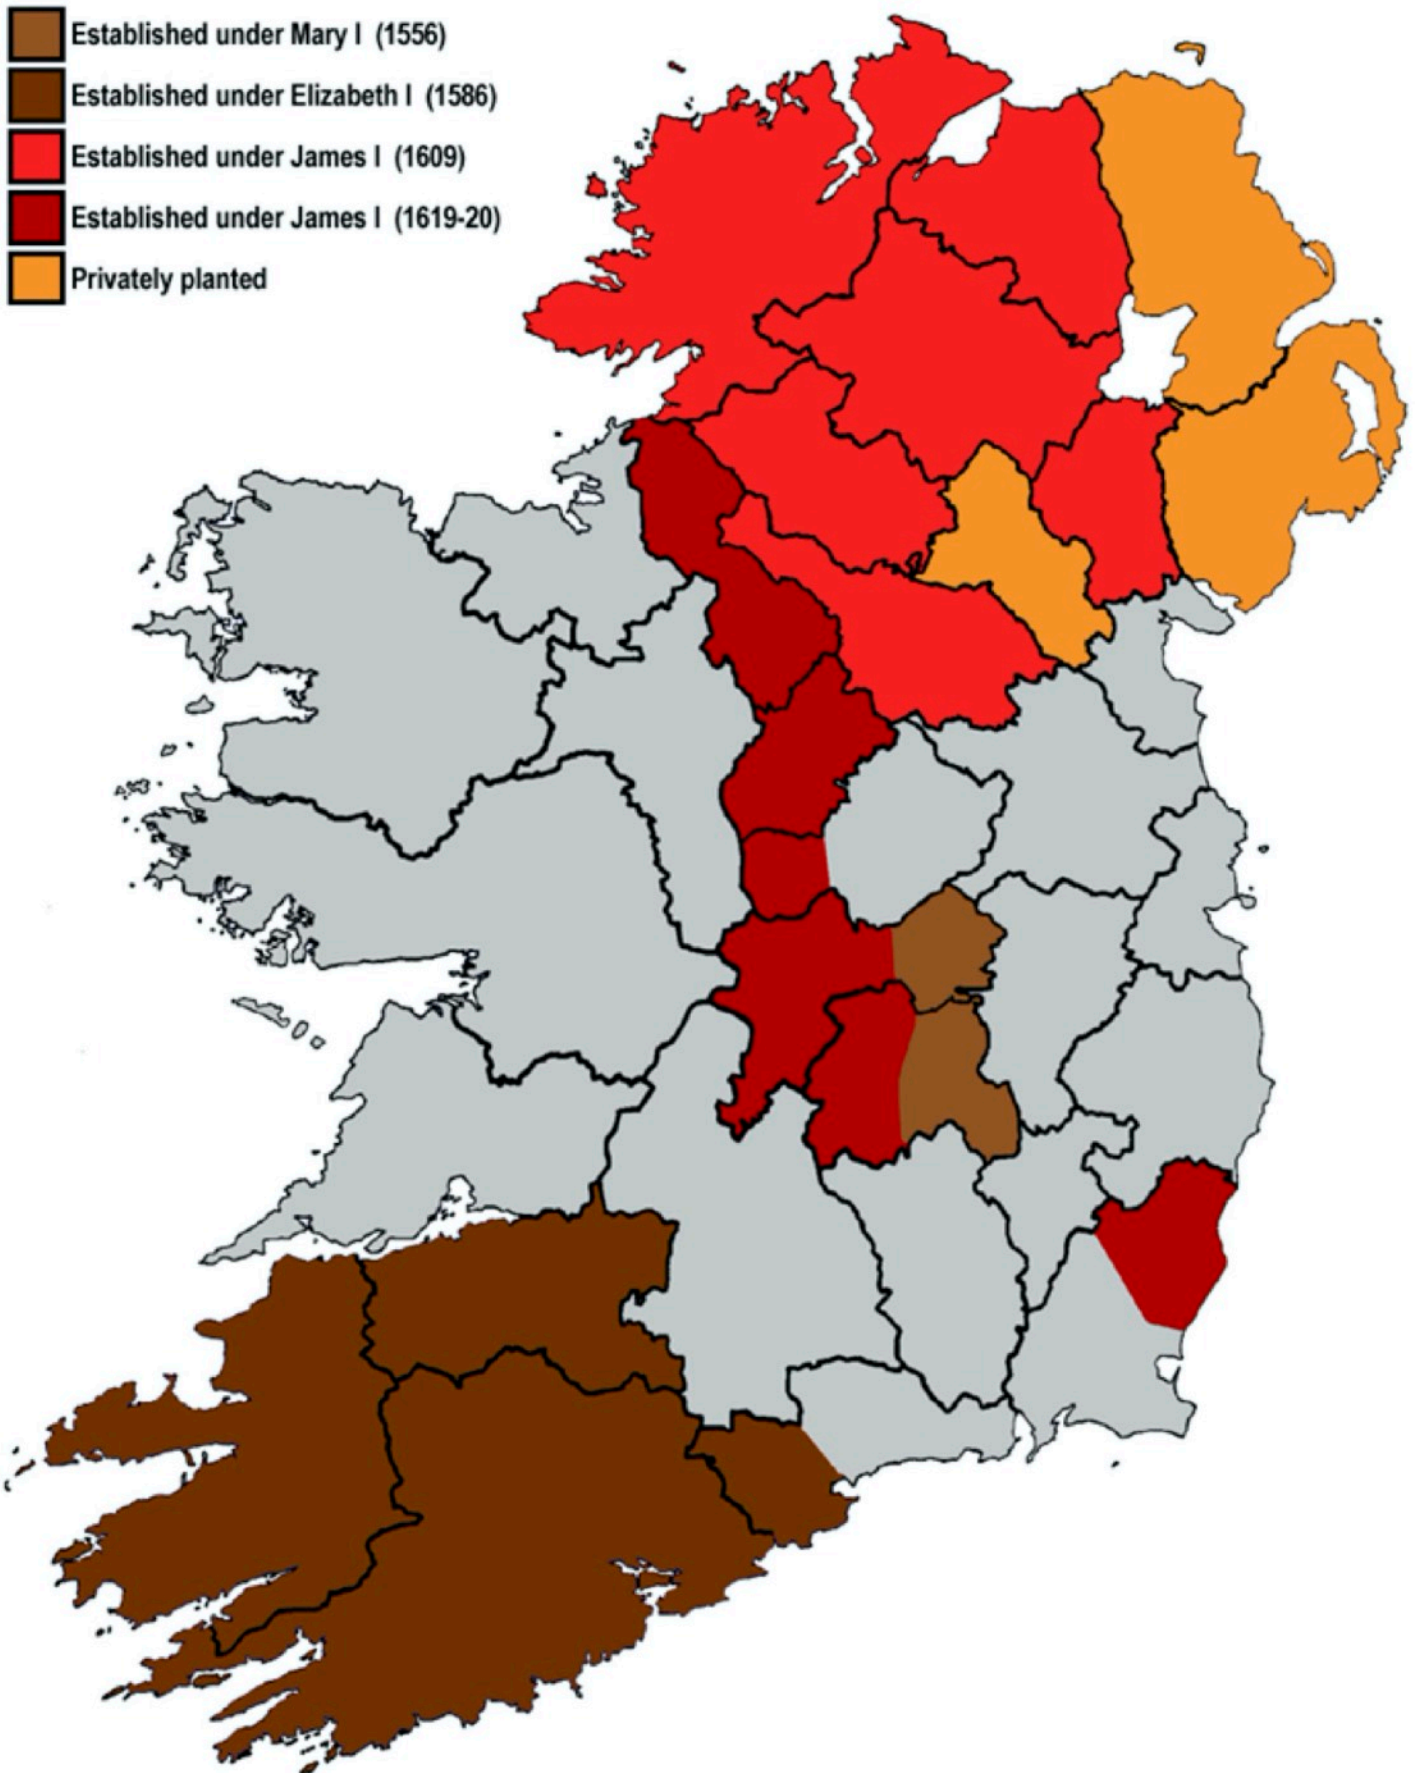 Established under Mary I (1556)
Established under Elizabeth I (1586)
Established under James I (1609)
Established under James I (1619-20)
Privately planted